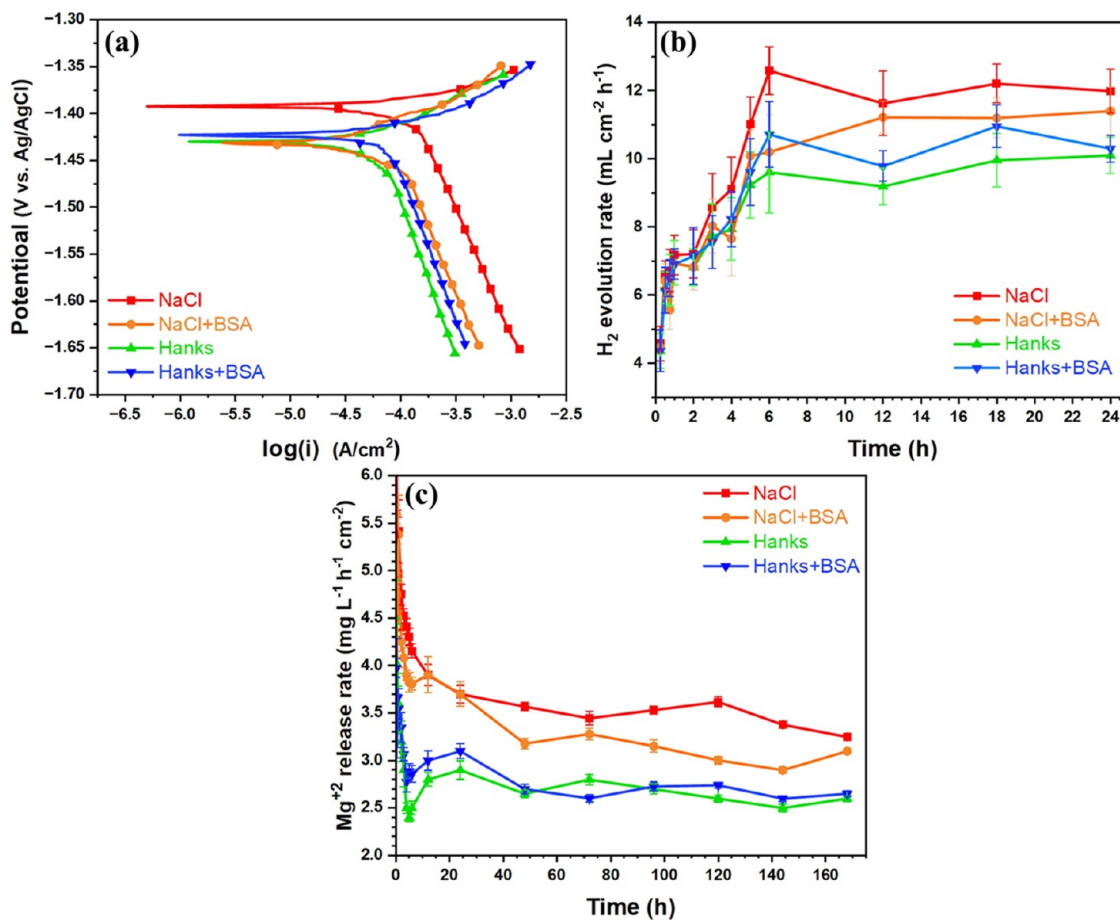 (a)
−1.30
−1.35
−1.40
−1.45
−1.50
−1.55
−1.60
−1.65
−1.70
Potentioal (V vs. Ag/AgCl)
NaCl
NaCl+BSA
Hanks
Hanks+BSA
−6.5 −6.0 −5.5 −5.0 −4.5 −4.0 −3.5 −3.0 −2.5
log(i) (A/cm²)
(b)
14
12
10
8
6
4
H₂ evolution rate (mL cm⁻² h⁻¹)
NaCl
NaCl+BSA
Hanks
Hanks+BSA
0 2 4 6 8 10 12 14 16 18 20 22 24
Time (h)
(c)
6.0
5.5
5.0
4.5
4.0
3.5
3.0
2.5
2.0
Mg⁺² release rate (mg L⁻¹ h⁻¹ cm⁻²)
NaCl
NaCl+BSA
Hanks
Hanks+BSA
0 20 40 60 80 100 120 140 160
Time (h)